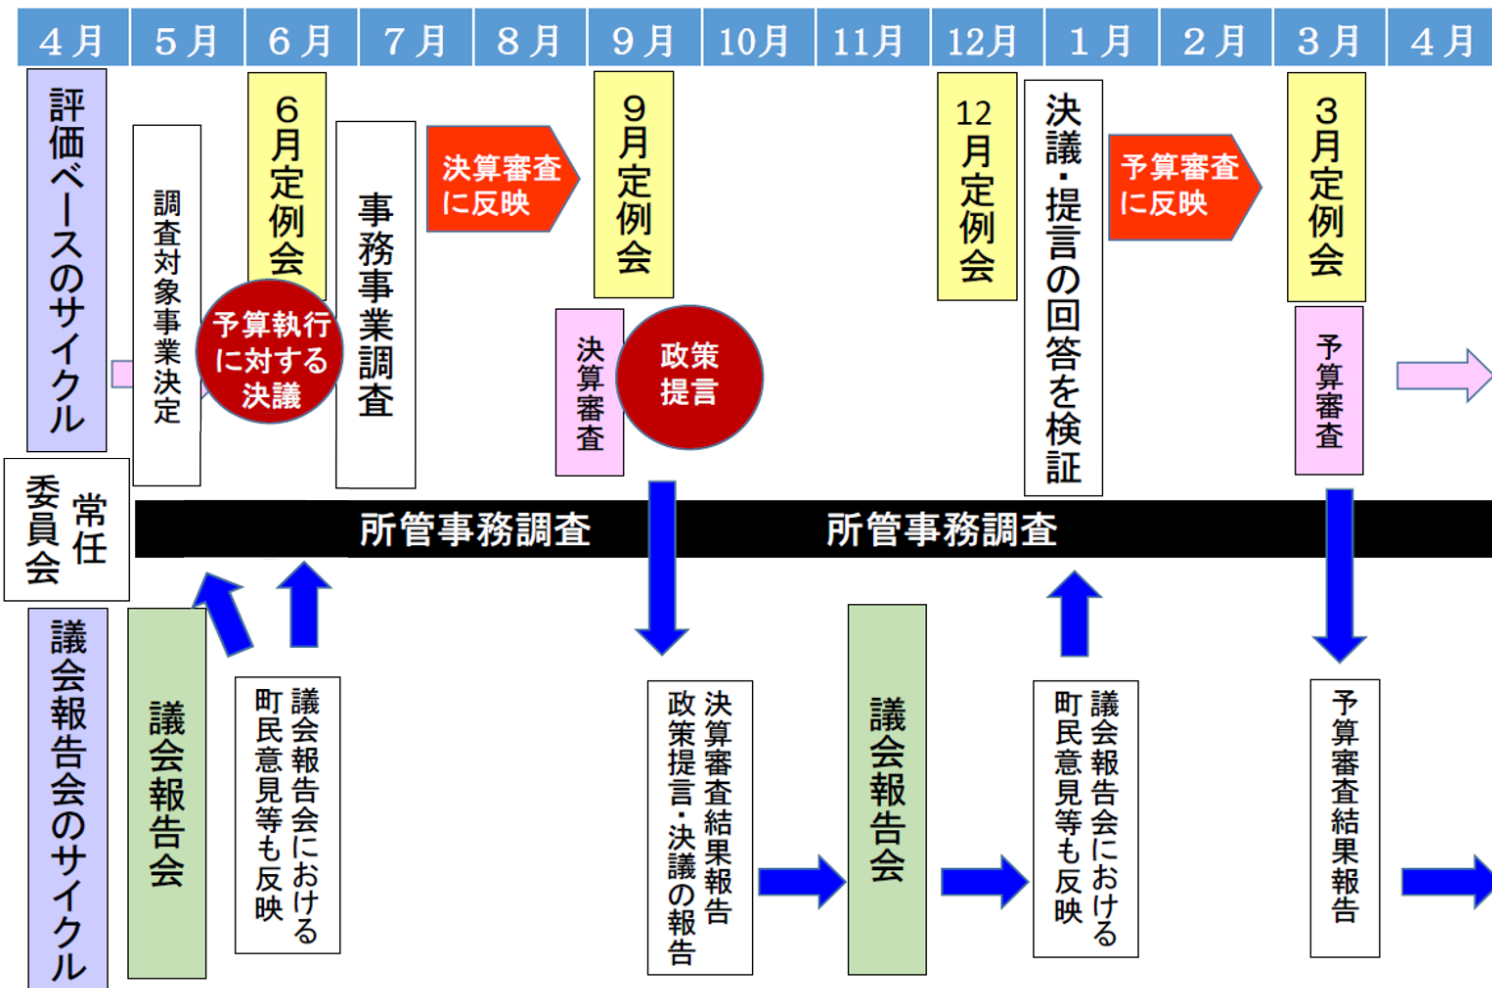 4月
5月
6月
7月
8月
9月
10月
11月
12月
1月
2月
3月
4月
評価ベースのサイクル
調査対象事業決定
6月定例会
予算執行
に対する
決議
事務事業調査
決算審査
に反映
9月定例会
決算審査
政策
提言
12月定例会
決議・提言の回答を検証
予算審査
に反映
3月定例会
予算審査
常任
委員会
所管事務調査
所管事務調査
議会報告会のサイクル
議会報告会
議会報告会における
町民意見等も反映
決算審査結果報告
政策提言・決議の報告
議会報告会
議会報告会における
町民意見等も反映
予算審査結果報告